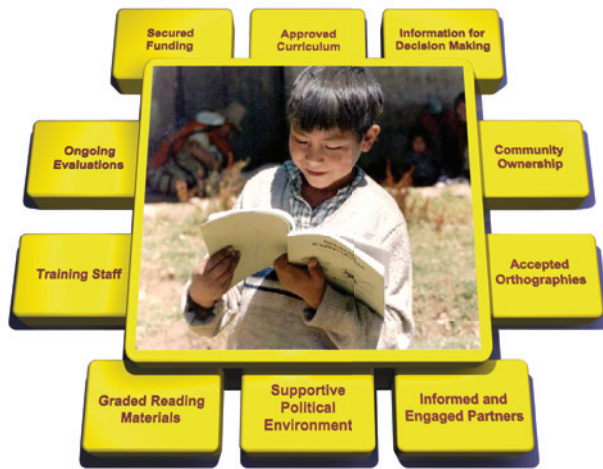 Secured
Funding
Approved
Curriculum
Information for
Decision Making
Ongoing
Evaluations
Community
Ownership
Training Staff
Accepted
Orthographies
Graded Reading
Materials
Supportive
Political
Environment
Informed and
Engaged Partners